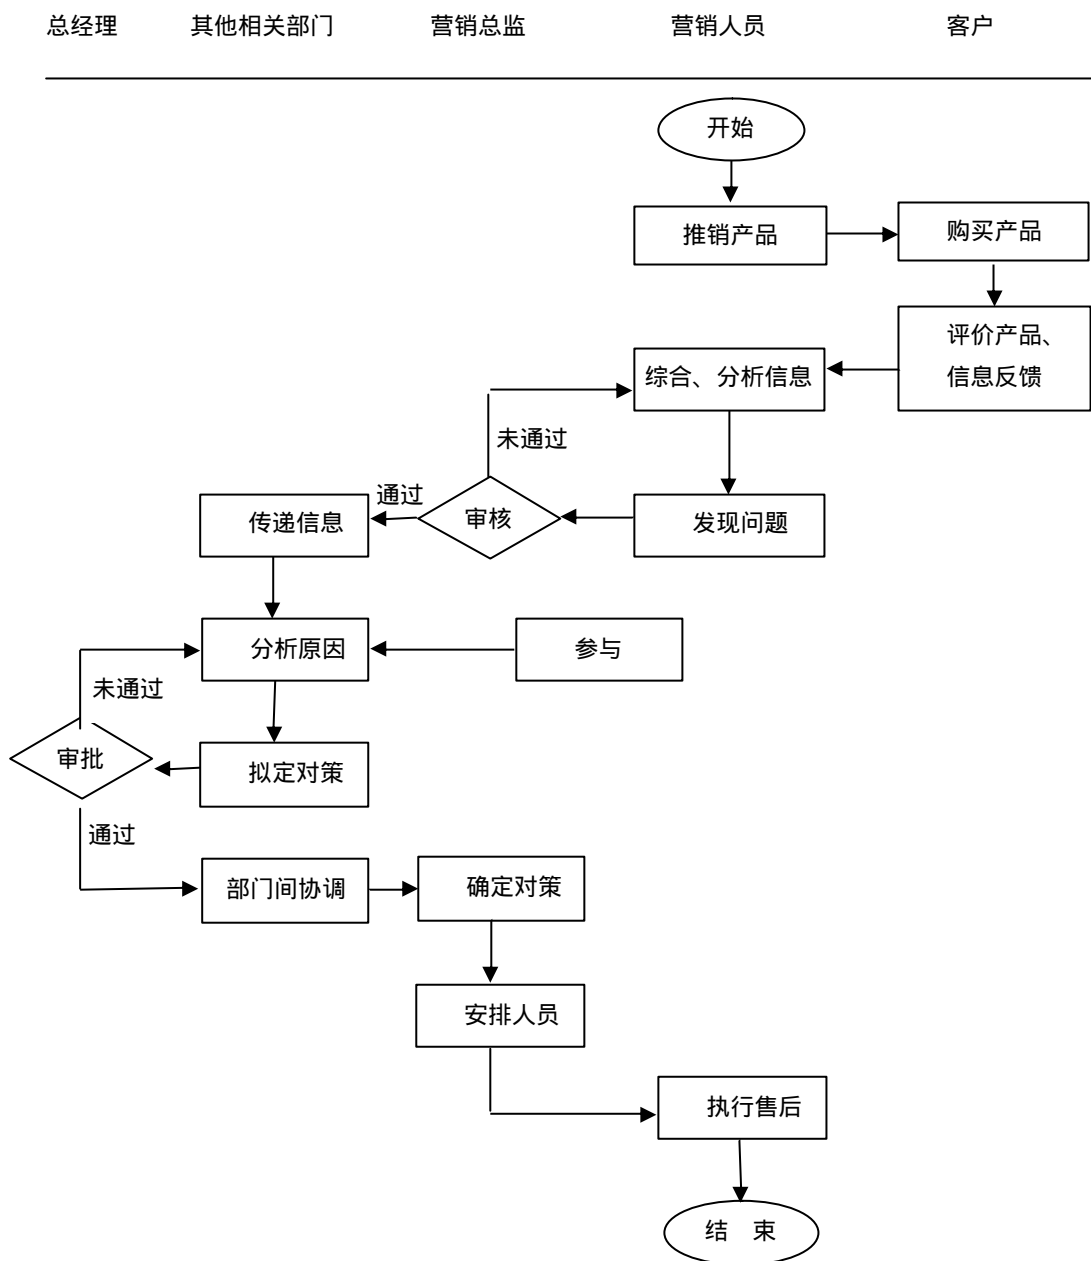 总经理 其他相关部门 营销总监 营销人员 客户
开始
推销产品
购买产品
评价产品、
信息反馈
综合、分析信息
未通过
通过
传递信息
审核
发现问题
分析原因
参与
未通过
审批
拟定对策
通过
部门间协调
确定对策
安排人员
执行售后
结 束